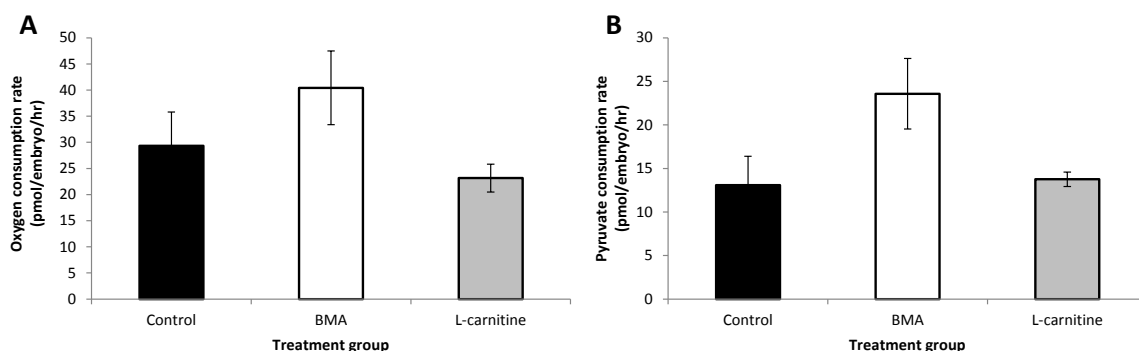 A
Oxygen consumption rate
(pmol/embryo/hr)
50
45
40
35
30
25
20
15
10
5
0
Control BMA L-carnitine
Treatment group
B
Pyruvate consumption rate
(pmol/embryo/hr)
30
25
20
15
10
5
0
Control BMA L-carnitine
Treatment group